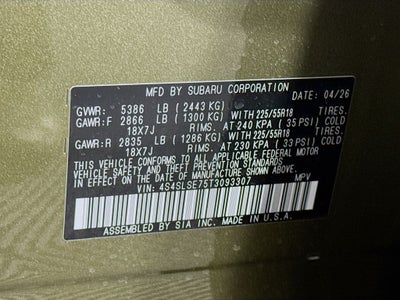 MFD BY SUBARU CORPORATION
DATE: 04/26
GVWR: 5386 LB (2443 KG)
GAWR:F 2866 LB (1300 KG) WITH 225/55R18 TIRES.
18X7J RIMS. AT 240 KPA (35 PSI) COLD
GAWR:R 2835 LB (1286 KG) WITH 225/55R18 TIRES.
18X7J RIMS. AT 230 KPA (33 PSI) COLD
THIS VEHICLE CONFORMS TO ALL APPLICABLE FEDERAL MOTOR
VEHICLE SAFETY AND THEFT PREVENTION STANDARDS IN
EFFECT ON THE DATE OF MANUFACTURE SHOWN ABOVE.
VIN: 4S4SLSE75T3093307 MPV
ASSEMBLED BY SIA INC. MADE IN U.S.A.